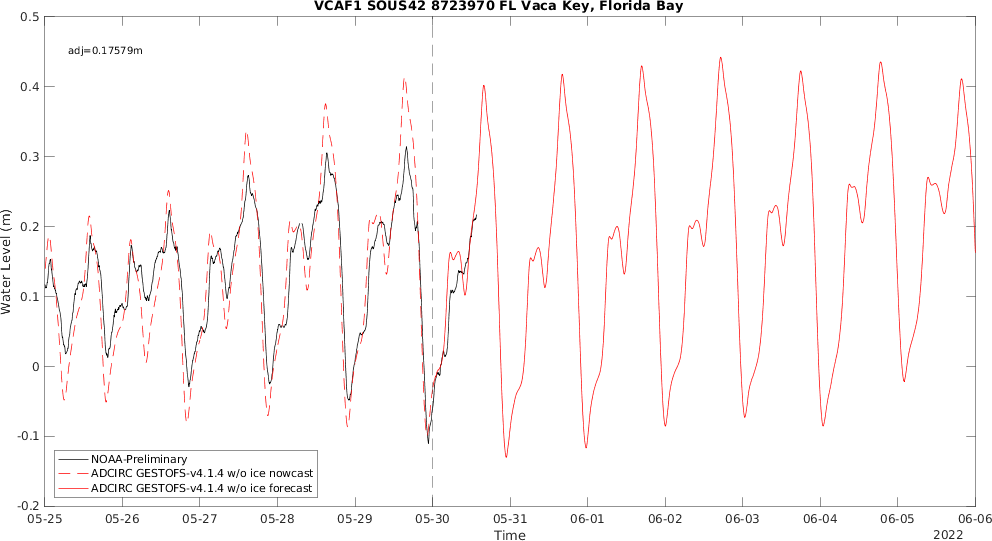 VCAF1 SOUS42 8723970 FL Vaca Key, Florida Bay
adj=0.17579m
0.5
0.4
0.3
0.2
0.1
0
-0.1
-0.2
Water Level (m)
NOAA-Preliminary
ADCIRC GESTOFS-v4.1.4 w/o ice nowcast
ADCIRC GESTOFS-v4.1.4 w/o ice forecast
05-25 05-26 05-27 05-28 05-29 05-30 05-31 06-01 06-02 06-03 06-04 06-05 06-06
Time
2022